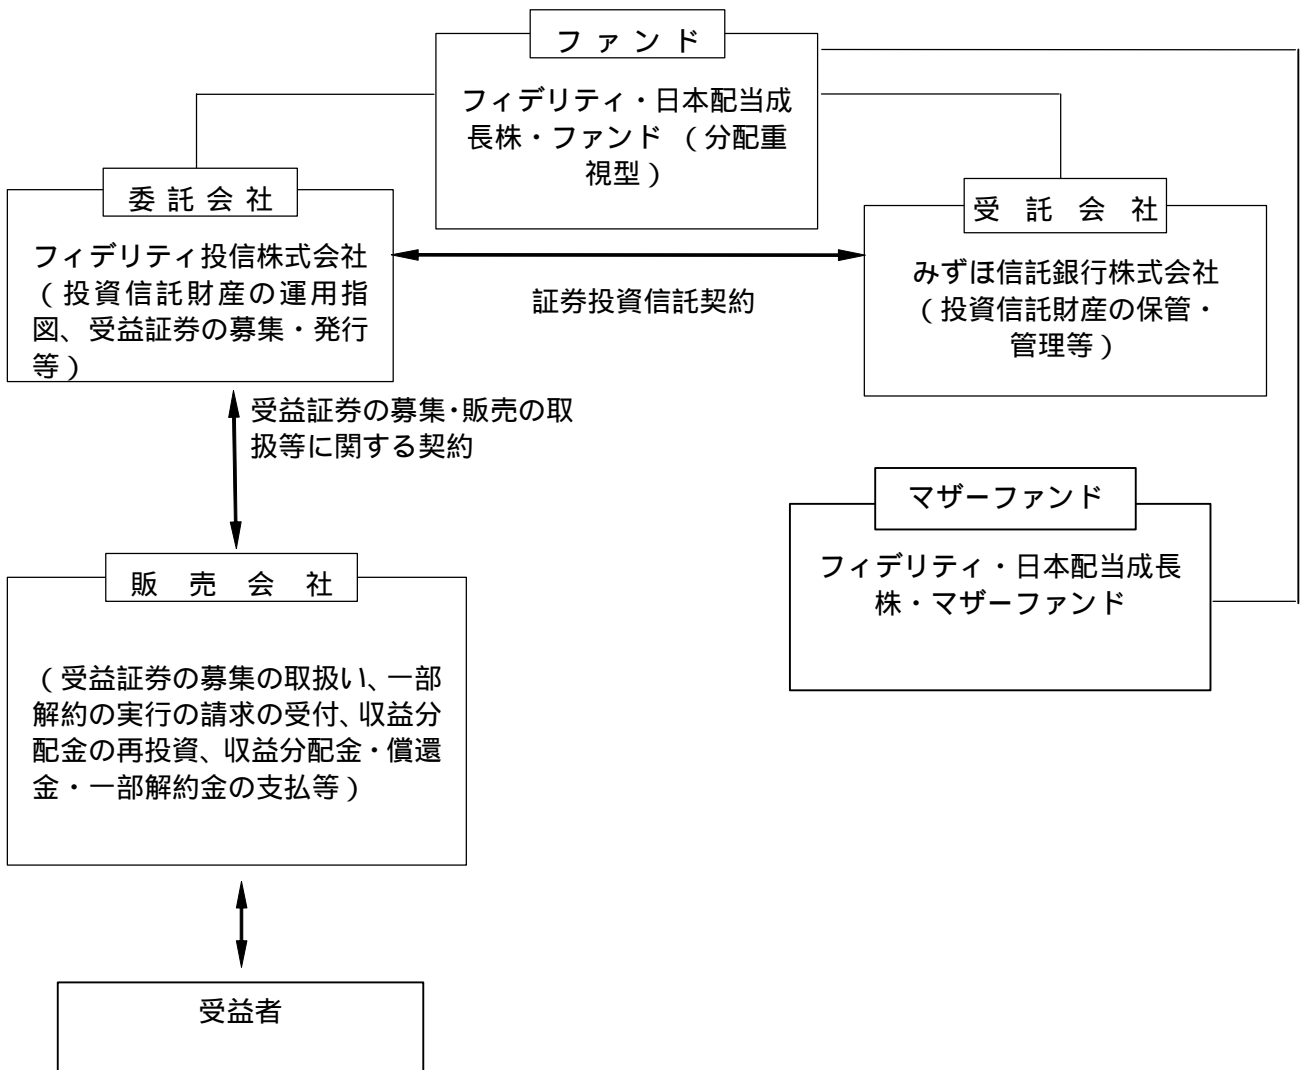 ファンド
フィデリティ・日本配当成
長株・ファンド （分配重
視型）
委託会社
フィデリティ投信株式会社
（投資信託財産の運用指
図、受益証券の募集・発行
等）
証券投資信託契約
受託会社
みずほ信託銀行株式会社
（投資信託財産の保管・
管理等）
受益証券の募集・販売の取
扱等に関する契約
マザーファンド
フィデリティ・日本配当成長
株・マザーファンド
販売会社
（受益証券の募集の取扱い、一部
解約の実行の請求の受付、収益分
配金の再投資、収益分配金・償還
金・一部解約金の支払等）
受益者